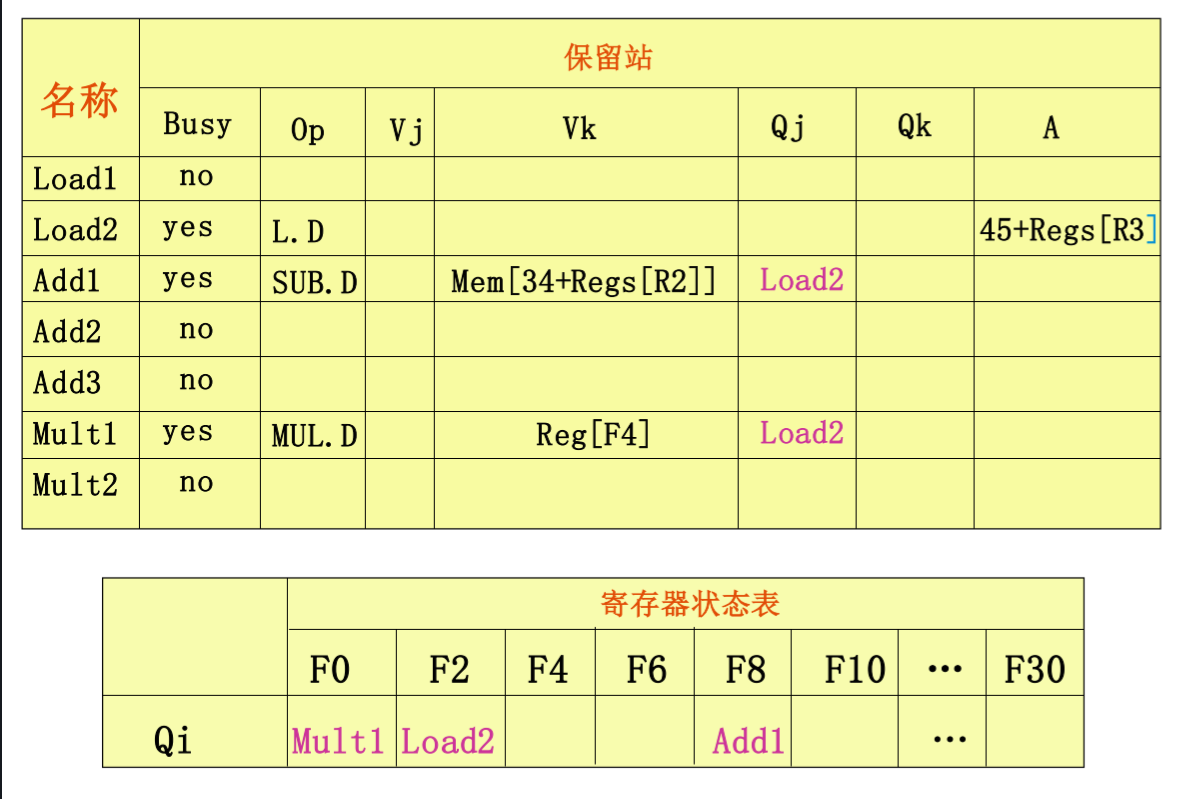 保留站
名称
Busy Op Vj Vk Qj Qk A
Load1 no
Load2 yes L.D 45+Regs[R3]
Add1 yes SUB.D Mem[34+Regs[R2]] Load2
Add2 no
Add3 no
Mult1 yes MUL.D Reg[F4] Load2
Mult2 no
寄存器状态表
F0 F2 F4 F6 F8 F10 … F30
Qi Mult1 Load2 Add1 …